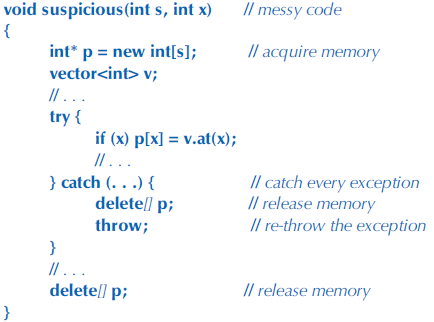 void suspicious(int s, int x) // messy code
{
int* p = new int[s]; // acquire memory
vector<int> v;
// . . .
try {
if (x) p[x] = v.at(x);
// . . .
} catch (. . .) { // catch every exception
delete[] p; // release memory
throw; // re-throw the exception
}
// . . .
delete[] p; // release memory
}